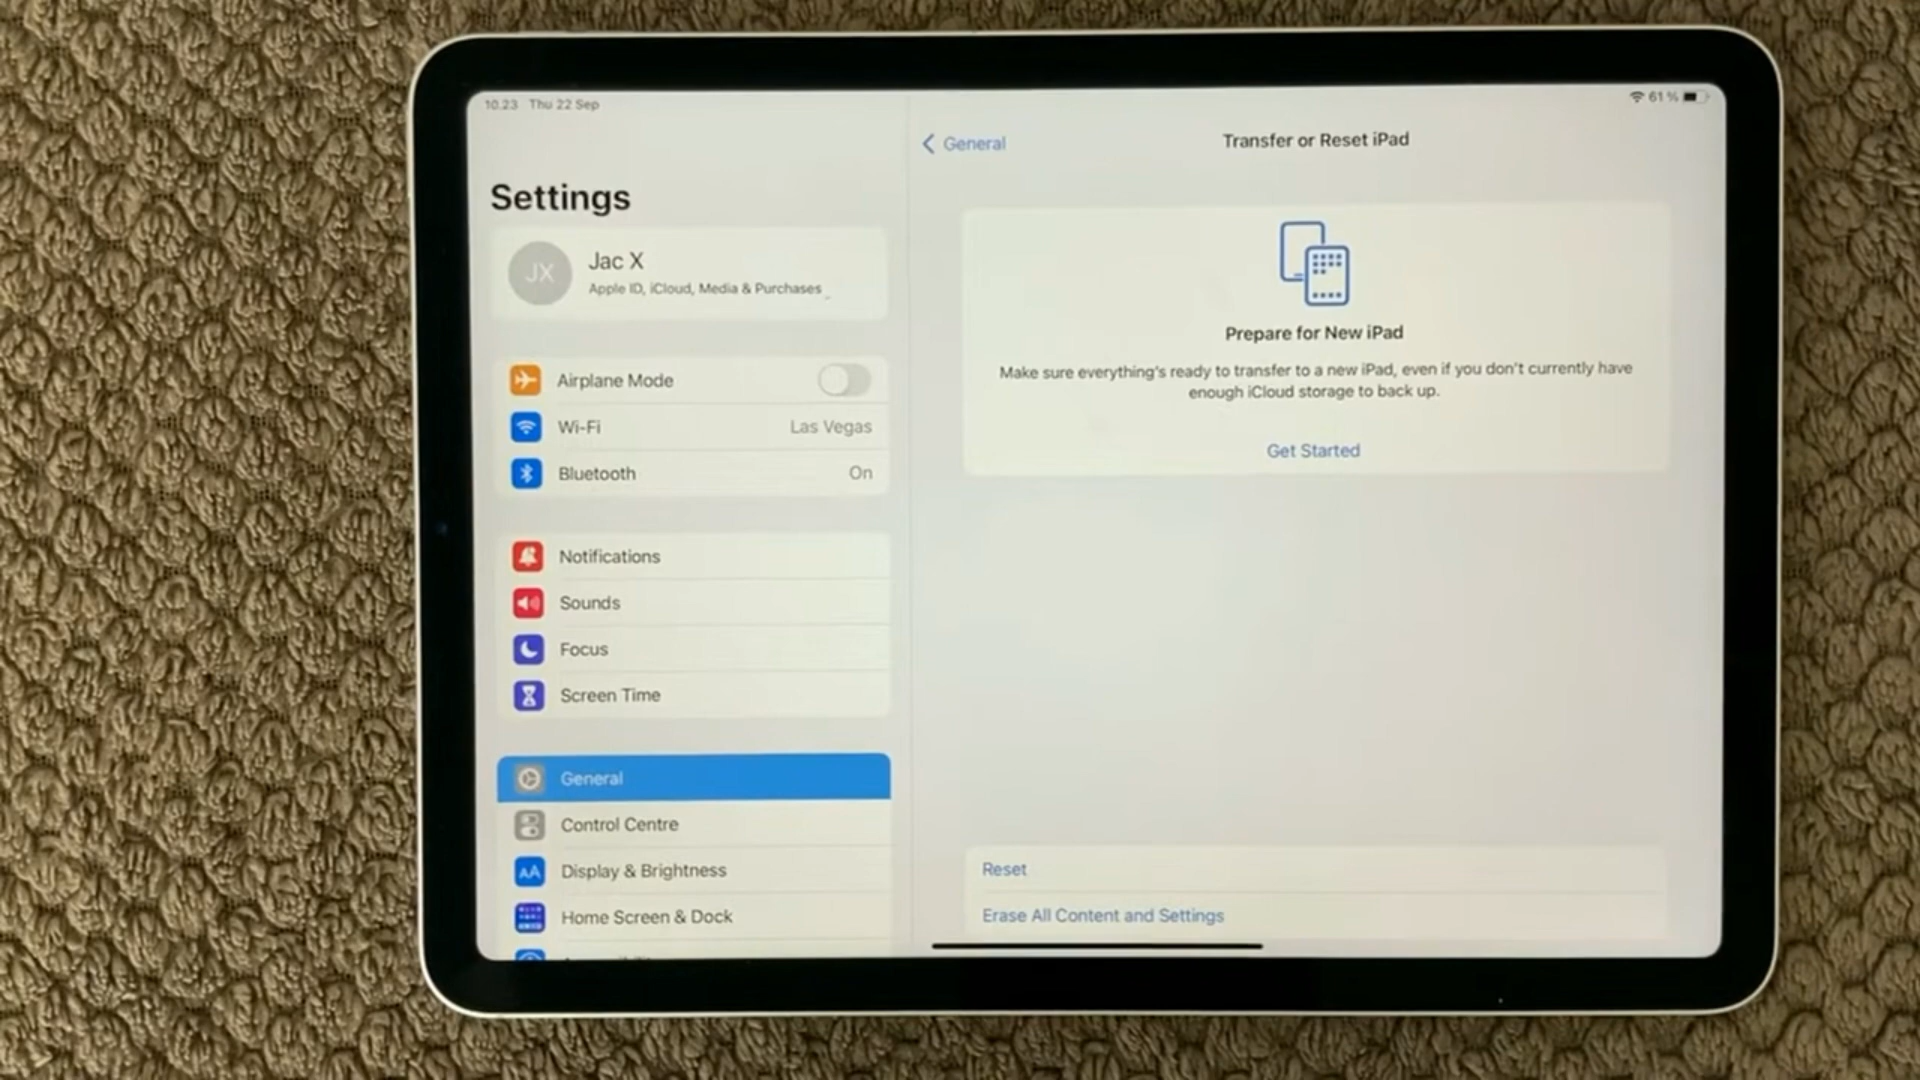 10.23 Thu 22 Sep
61 %
Settings
JX
Jac X
Apple ID, iCloud, Media & Purchases
Airplane Mode
Wi-Fi
Las Vegas
Bluetooth
On
Notifications
Sounds
Focus
Screen Time
General
Control Centre
AA
Display & Brightness
Home Screen & Dock
General
Transfer or Reset iPad
Prepare for New iPad
Make sure everything's ready to transfer to a new iPad, even if you don't currently have
enough iCloud storage to back up.
Get Started
Reset
Erase All Content and Settings